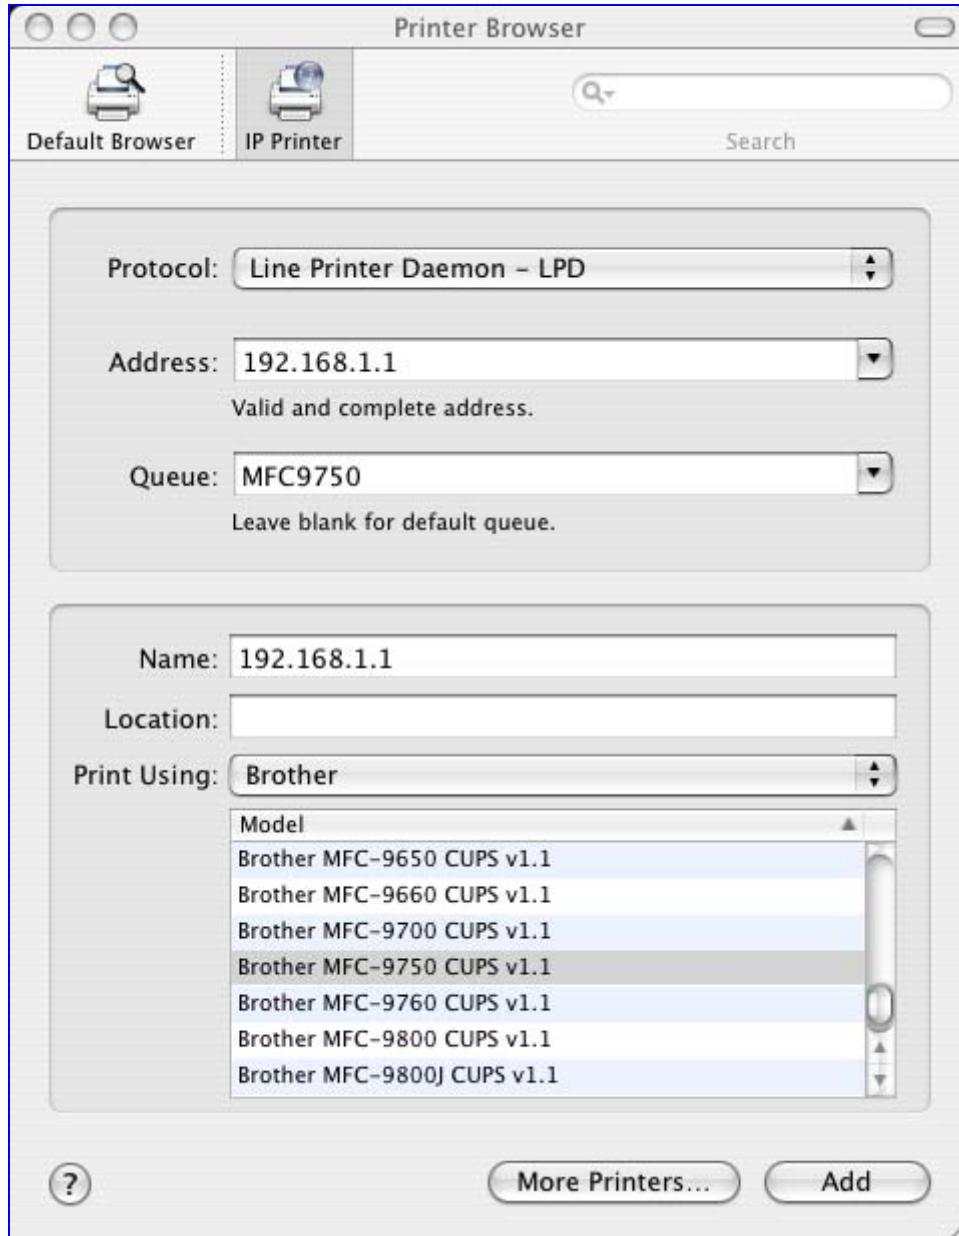 Printer Browser
Default Browser
IP Printer
Search
Protocol: Line Printer Daemon – LPD
Address: 192.168.1.1
Valid and complete address.
Queue: MFC9750
Leave blank for default queue.
Name: 192.168.1.1
Location:
Print Using: Brother
Model
Brother MFC-9650 CUPS v1.1
Brother MFC-9660 CUPS v1.1
Brother MFC-9700 CUPS v1.1
Brother MFC-9750 CUPS v1.1
Brother MFC-9760 CUPS v1.1
Brother MFC-9800 CUPS v1.1
Brother MFC-9800J CUPS v1.1
? More Printers... Add